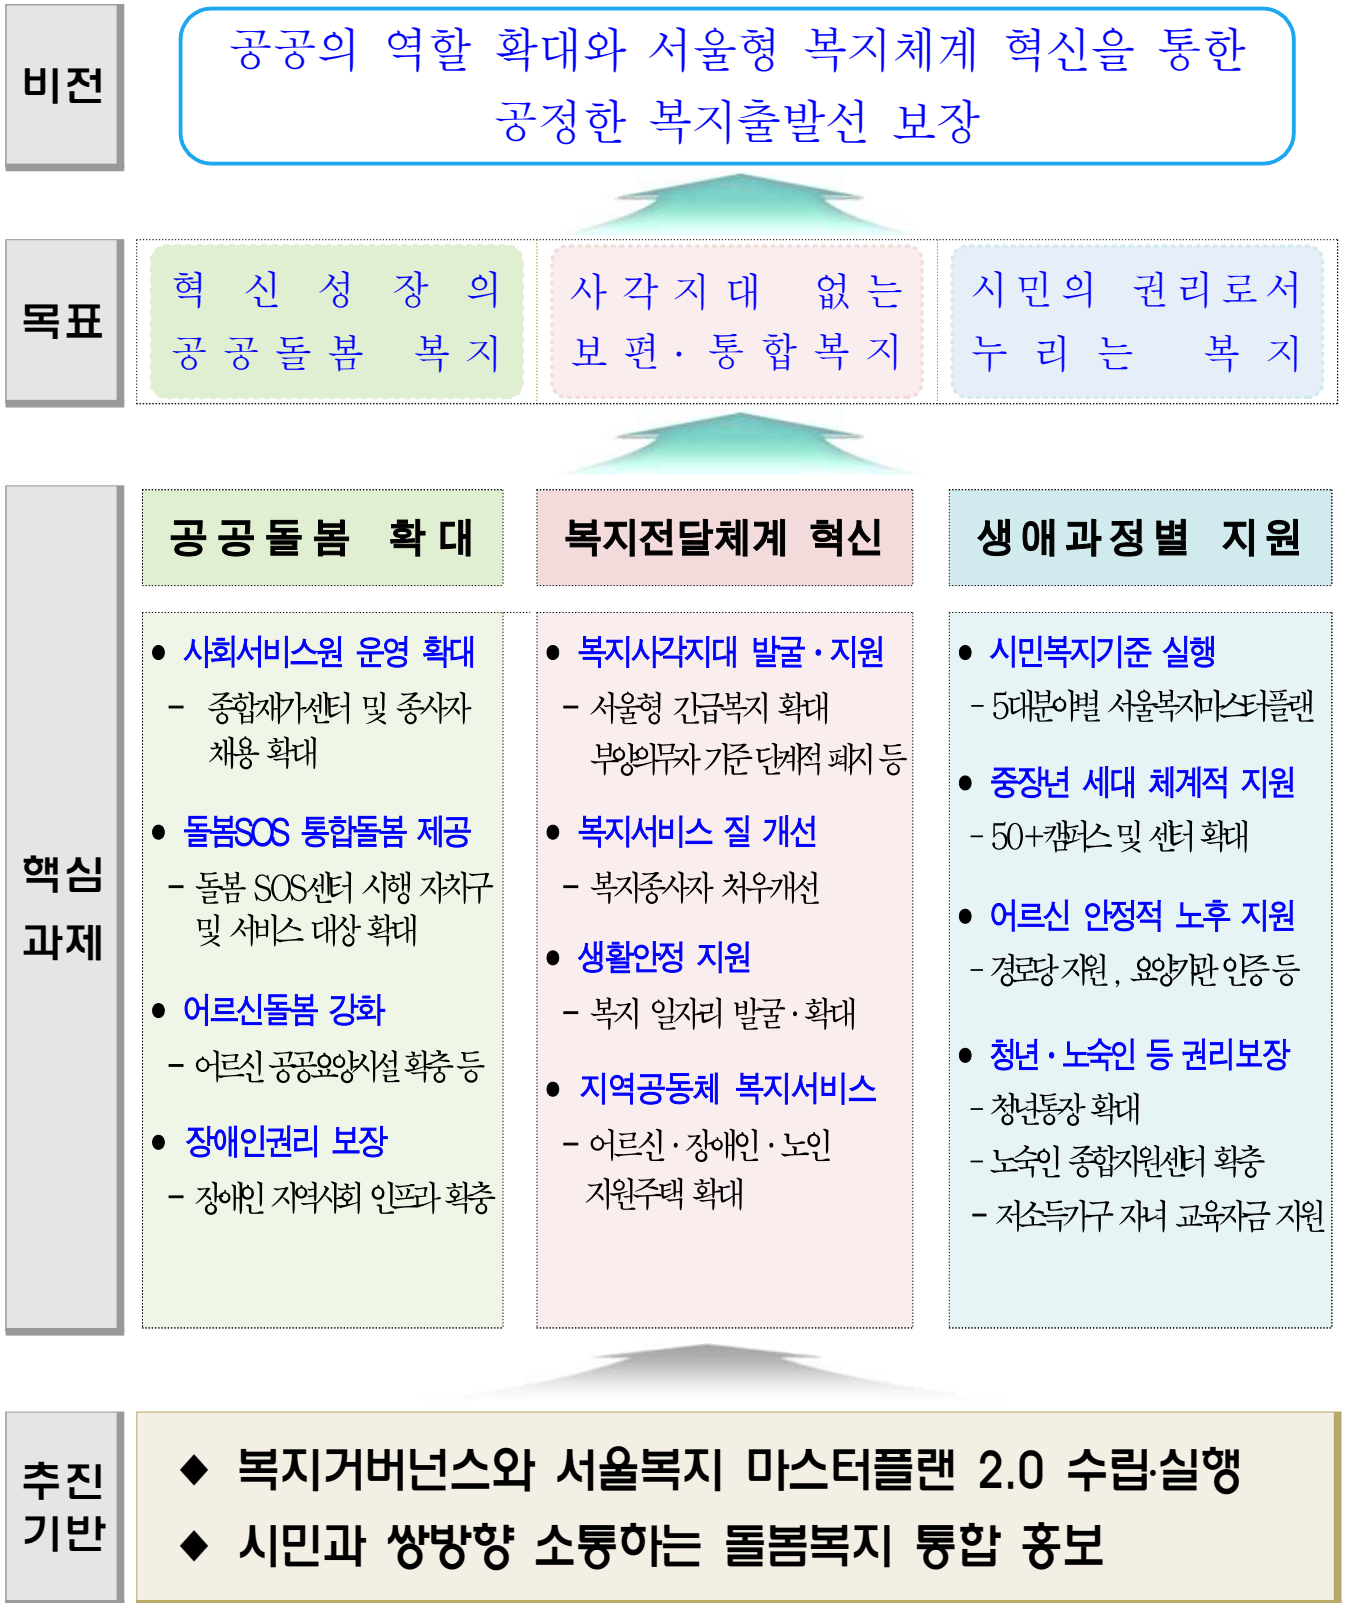 비전
공공의 역할 확대와 서울형 복지체계 혁신을 통한
공정한 복지출발선 보장
목표
혁신성장의
공공돌봄 복지
사각지대 없는
보편·통합복지
시민의 권리로서
누리는 복지
핵심
과제
공공돌봄 확대
● 사회서비스원 운영 확대
- 종합재가센터 및 종사자
채용 확대
● 돌봄SOS 통합돌봄 제공
- 돌봄 SOS센터 시행 자치구
및 서비스 대상 확대
● 어르신돌봄 강화
- 어르신 공공요양시설 확충 등
● 장애인권리 보장
- 장애인 지역사회 인프라 확충
복지전달체계 혁신
● 복지사각지대 발굴·지원
- 서울형 긴급복지 확대
부양의무자 기준 단계적 폐지 등
● 복지서비스 질 개선
- 복지종사자 처우개선
● 생활안정 지원
- 복지 일자리 발굴·확대
● 지역공동체 복지서비스
- 어르신·장애인·노인
지원주택 확대
생애과정별 지원
● 시민복지기준 실행
- 5대분야별 서울복지마스터플랜
● 중장년 세대 체계적 지원
- 50+캠퍼스 및 센터 확대
● 어르신 안정적 노후 지원
- 경로당 지원, 요양기관 인증 등
● 청년·노숙인 등 권리보장
- 청년통장 확대
- 노숙인 종합지원센터 확충
- 저소득가구 자녀 교육자금 지원
추진
기반
◆ 복지거버넌스와 서울복지 마스터플랜 2.0 수립·실행
◆ 시민과 쌍방향 소통하는 돌봄복지 통합 홍보